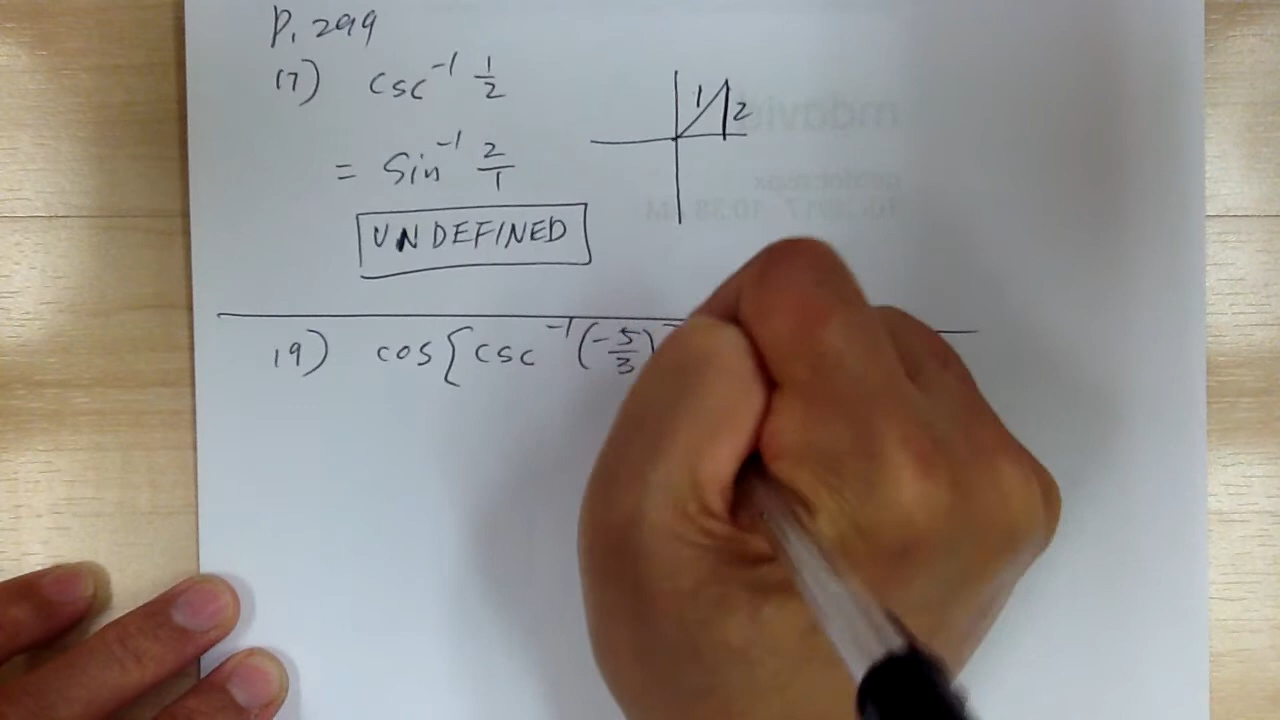 P. 299
17) csc⁻¹ 1/2
1 2
= Sin⁻¹ 2/1
UNDEFINED
19) cos{csc⁻¹(-5/3)